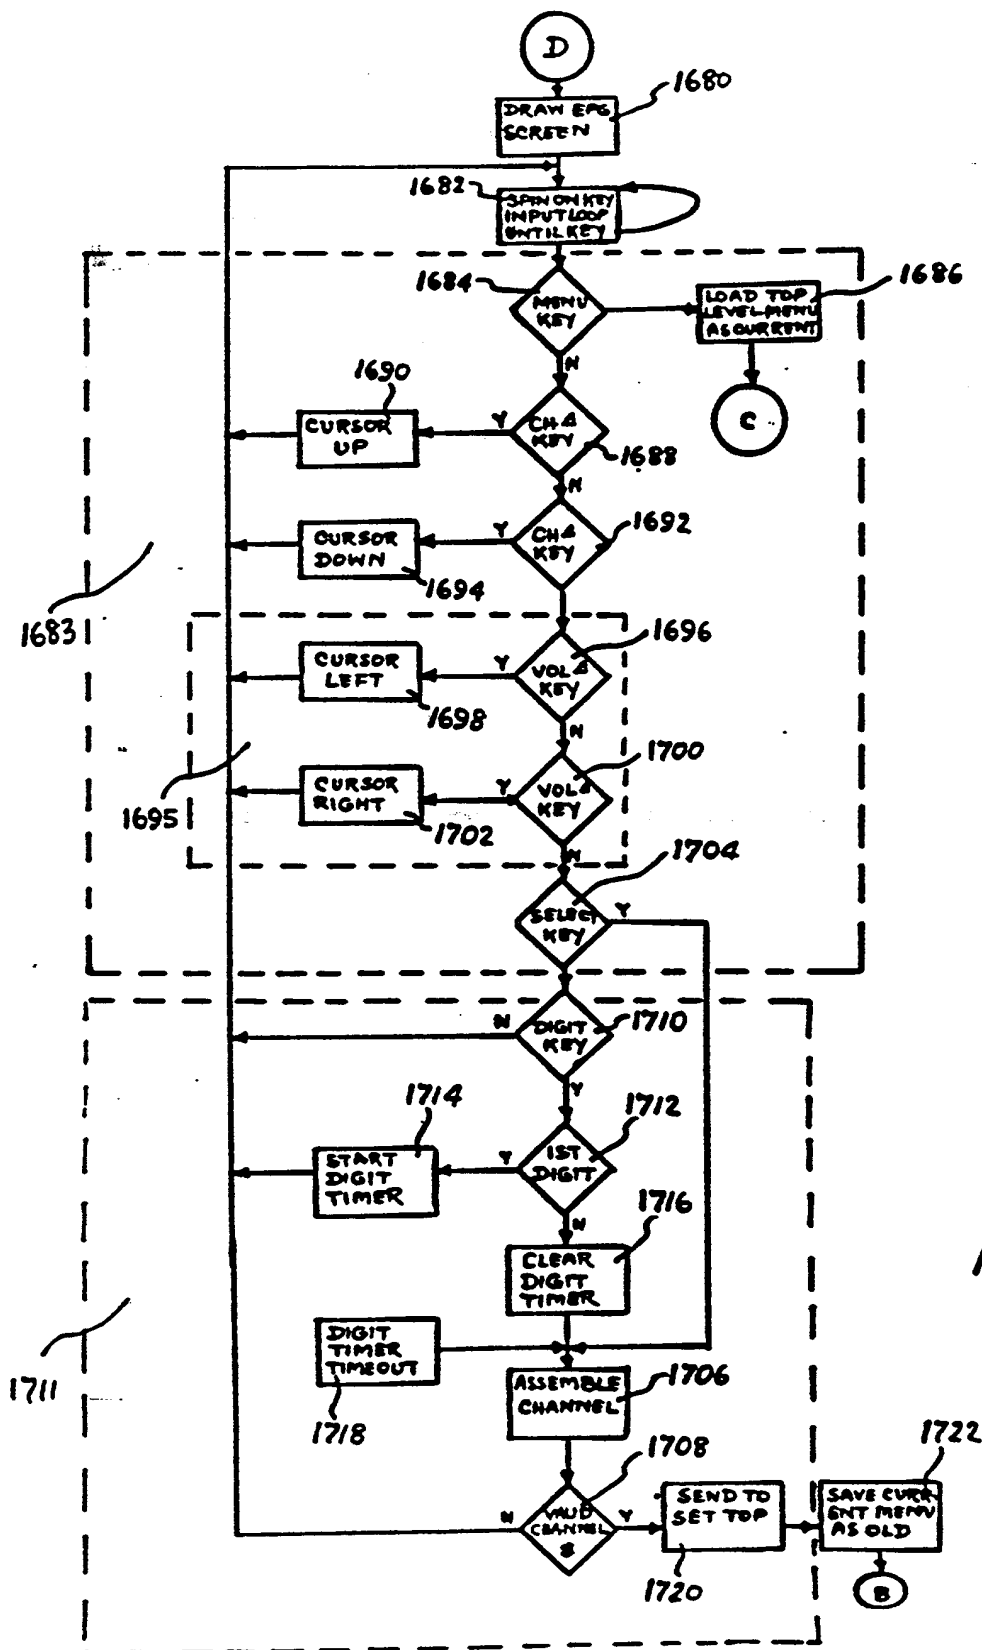 D
1680
DRAW EPG
SCREEN
1682
SPIN ON KEY
INPUT LOOP
UNTIL KEY
1684
MENU
KEY
1686
LOAD TOP
LEVEL MENU
AS CURRENT
N
C
1690
CURSOR
UP
Y
CH Δ
KEY
1688
N
CURSOR
DOWN
Y
CH Δ
KEY
1692
1694
1683
1696
CURSOR
LEFT
Y
VOL Δ
KEY
1698
N
1700
1695
CURSOR
RIGHT
Y
VOL Δ
KEY
1702
N
1704
SELECT
KEY
Y
N
DIGIT
KEY
1710
Y
1714
1712
START
DIGIT
TIMER
Y
1ST
DIGIT
N
1716
CLEAR
DIGIT
TIMER
DIGIT
TIMER
TIMEOUT
1711
1718
ASSEMBLE
CHANNEL
1706
1708
1722
N
VALID
CHANNEL
Y
SEND TO
SET TOP
SAVE CURR-
ENT MENU
AS OLD
1720
B